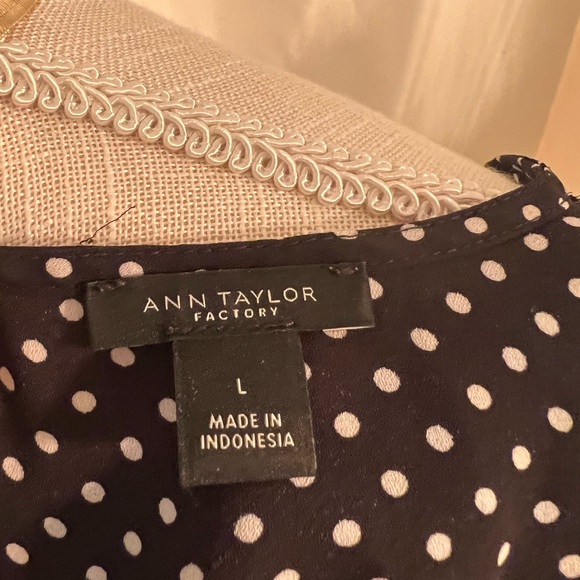 ANN TAYLOR
FACTORY
L
MADE IN
INDONESIA